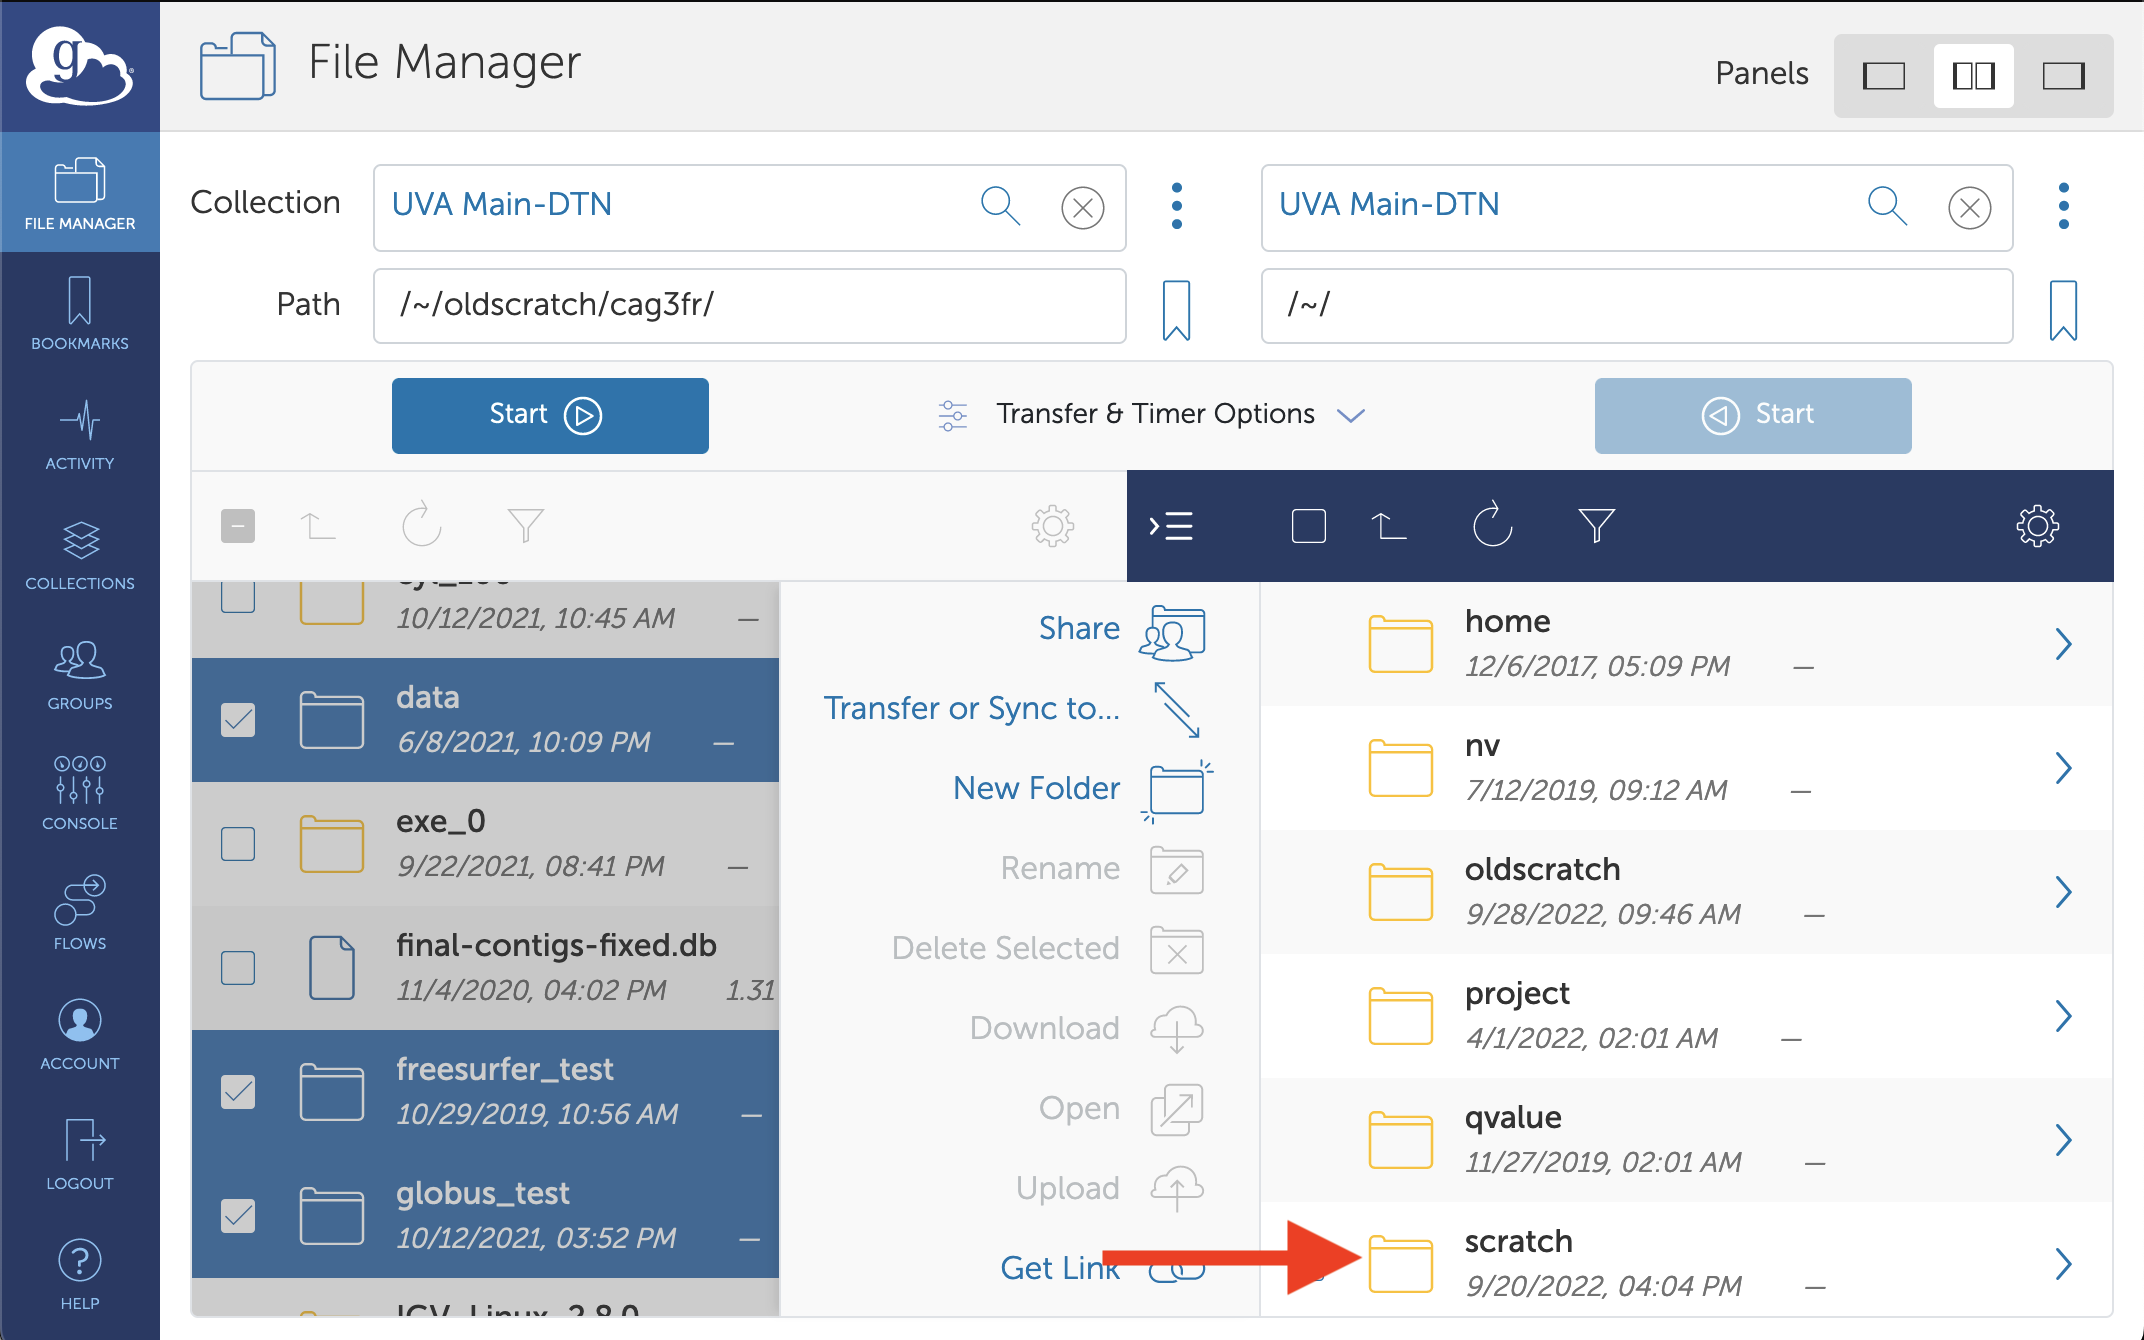 g
File Manager
Panels
FILE MANAGER
BOOKMARKS
ACTIVITY
COLLECTIONS
GROUPS
CONSOLE
FLOWS
ACCOUNT
LOGOUT
HELP
Collection
UVA Main-DTN
UVA Main-DTN
Path
/~/oldscratch/cag3fr/
/~/
Start
Transfer & Timer Options
Start
10/12/2021, 10:45 AM —
data
6/8/2021, 10:09 PM —
exe_0
9/22/2021, 08:41 PM —
final-contigs-fixed.db
11/4/2020, 04:02 PM 1.31
freesurfer_test
10/29/2019, 10:56 AM —
globus_test
10/12/2021, 03:52 PM —
IGV_Linux_2.8.0
Share
Transfer or Sync to...
New Folder
Rename
Delete Selected
Download
Open
Upload
Get Link
home
12/6/2017, 05:09 PM —
nv
7/12/2019, 09:12 AM —
oldscratch
9/28/2022, 09:46 AM —
project
4/1/2022, 02:01 AM —
qvalue
11/27/2019, 02:01 AM —
scratch
9/20/2022, 04:04 PM —